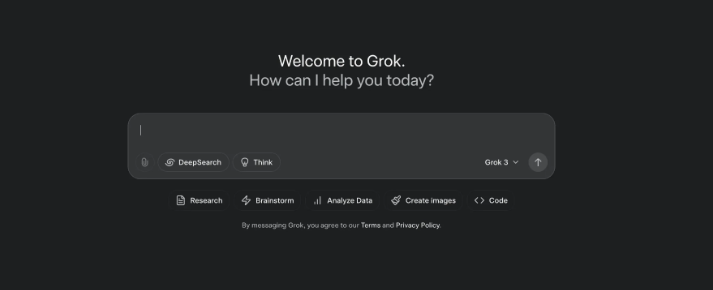 Welcome to Grok.
How can I help you today?
DeepSearch Think Grok 3
Research Brainstorm Analyze Data Create images Code
By messaging Grok, you agree to our Terms and Privacy Policy.